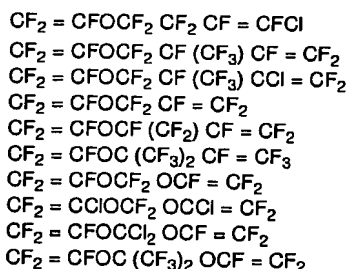 CF₂ = CFOCF₂ CF₂ CF = CFCl
CF₂ = CFOCF₂ CF (CF₃) CF = CF₂
CF₂ = CFOCF₂ CF (CF₃) CCl = CF₂
CF₂ = CFOCF₂ CF = CF₂
CF₂ = CFOCF (CF₂) CF = CF₂
CF₂ = CFOC (CF₃)₂ CF = CF₃
CF₂ = CFOCF₂ OCF = CF₂
CF₂ = CClOCF₂ OCCl = CF₂
CF₂ = CFOCCl₂ OCF = CF₂
CF₂ = CFOC (CF₃)₂ OCF = CF₂